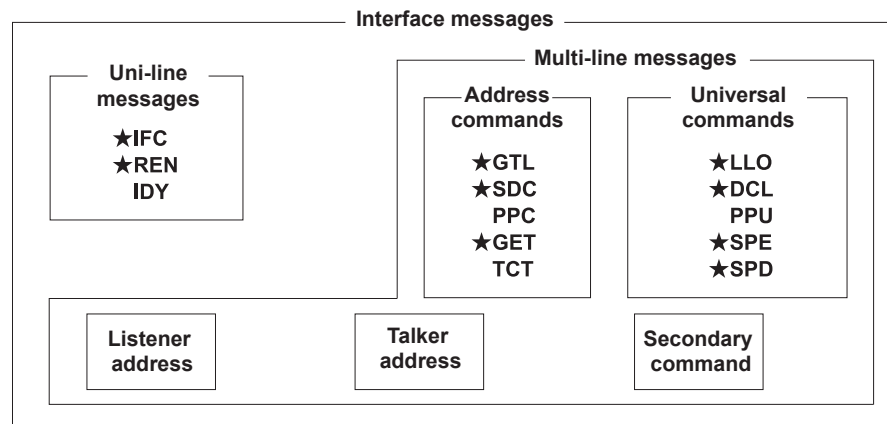 Interface messages
Uni-line
messages
★IFC
★REN
IDY
Multi-line messages
Address
commands
★GTL
★SDC
PPC
★GET
TCT
Universal
commands
★LLO
★DCL
PPU
★SPE
★SPD
Listener
address
Talker
address
Secondary
command